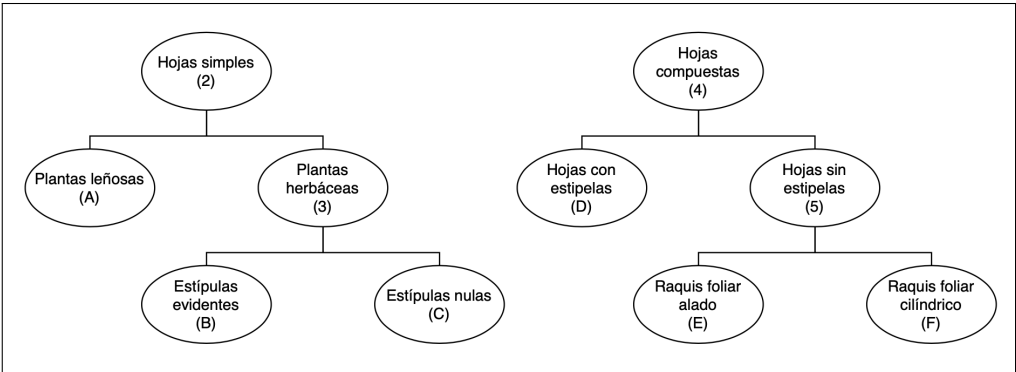 Hojas simples
(2)
Hojas
compuestas
(4)
Plantas leñosas
(A)
Plantas
herbáceas
(3)
Hojas con
estipelas
(D)
Hojas sin
estipelas
(5)
Estípulas
evidentes
(B)
Estípulas nulas
(C)
Raquis foliar
alado
(E)
Raquis foliar
cilíndrico
(F)